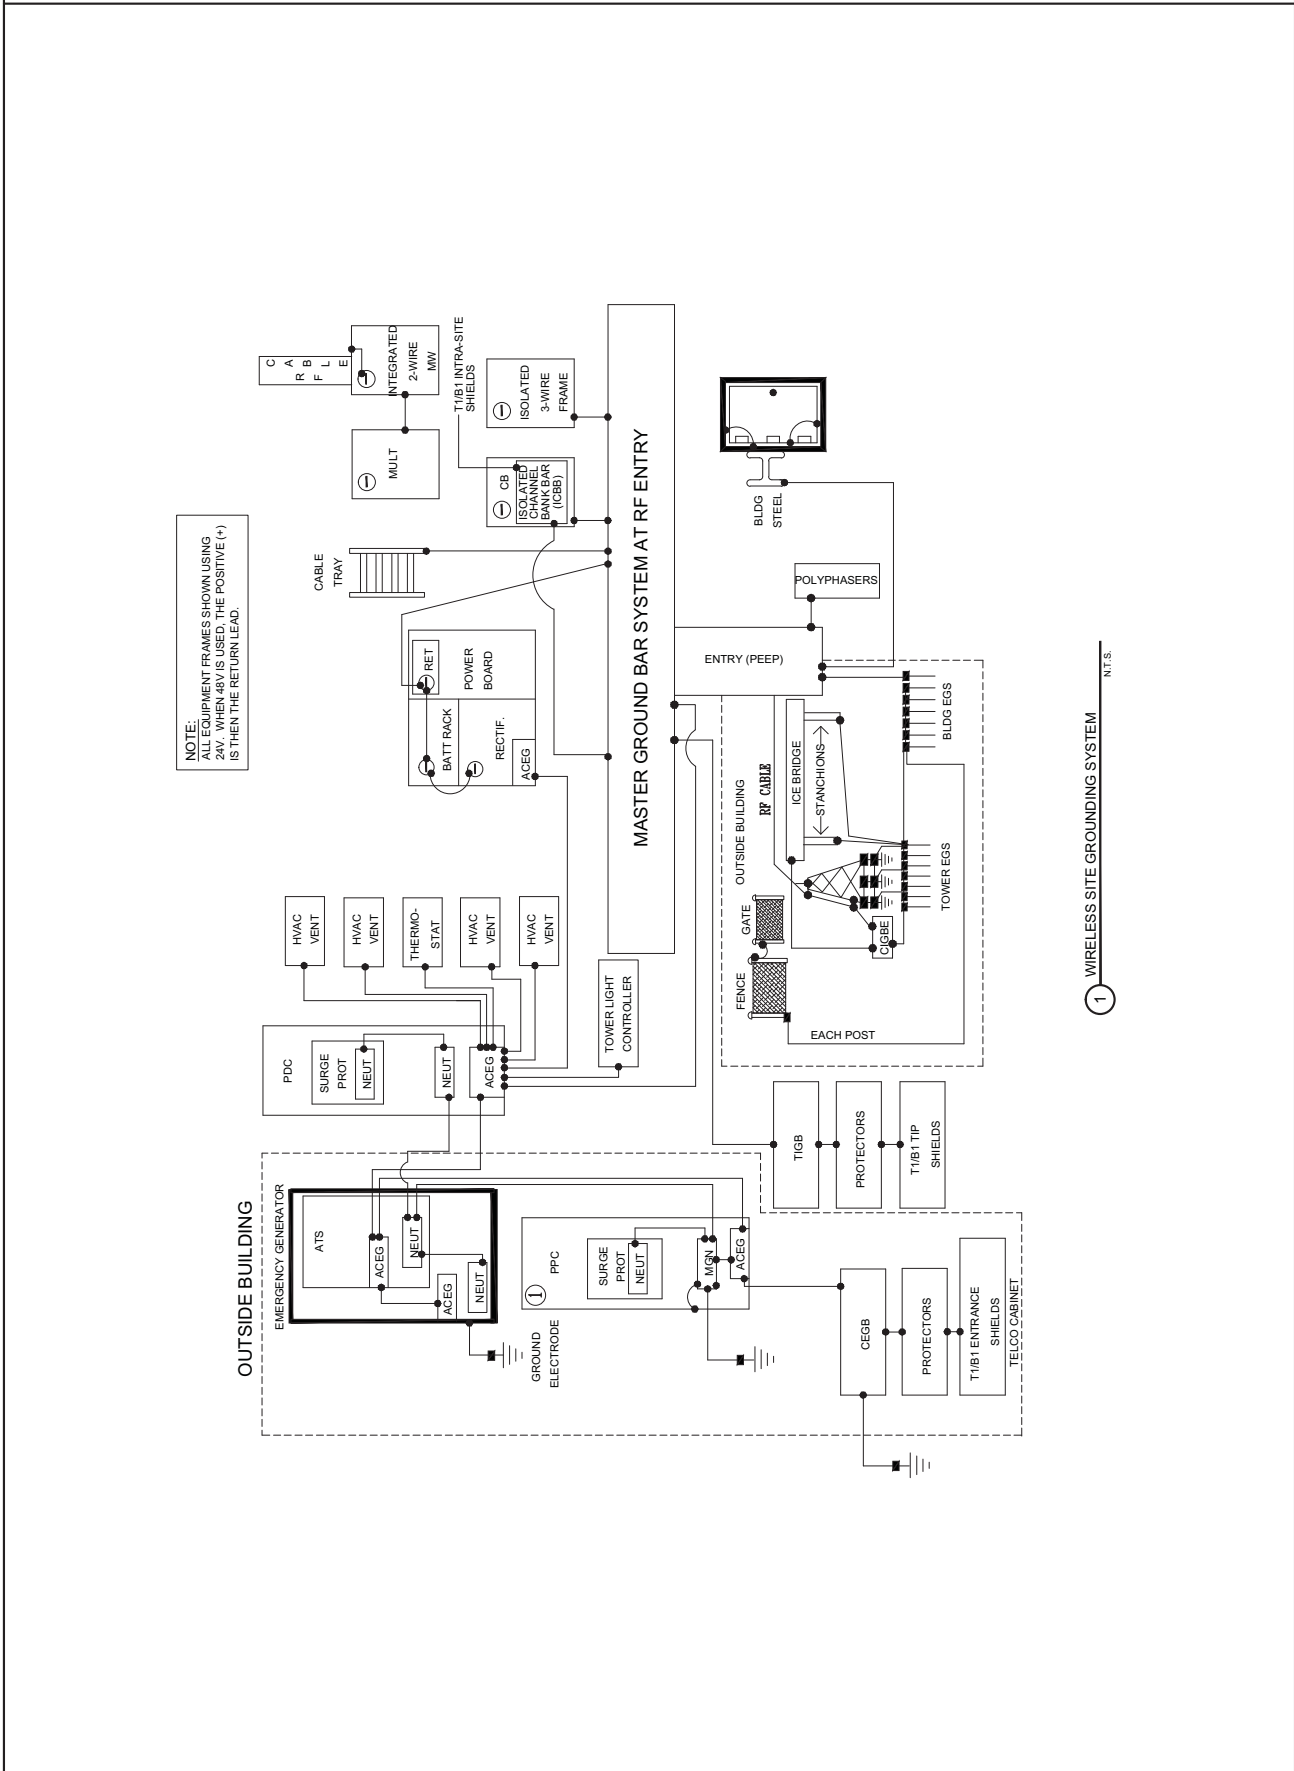 NOTE:
ALL EQUIPMENT FRAMES SHOWN USING
24V. WHEN 48V IS USED, THE POSITIVE (+)
IS THEN THE RETURN LEAD.
OUTSIDE BUILDING
EMERGENCY GENERATOR
ATS
ACEG
NEUT
ACEG
NEUT
GROUND
ELECTRODE
1
PPC
SURGE
PROT
NEUT
MGN
ACEG
CEGB
PROTECTORS
T1/B1 ENTRANCE
SHIELDS
TELCO CABINET
PDC
SURGE
PROT
NEUT
NEUT
ACEG
HVAC
VENT
HVAC
VENT
THERMO-
STAT
HVAC
VENT
HVAC
VENT
TOWER LIGHT
CONTROLLER
TIGB
PROTECTORS
T1/B1 TIP
SHIELDS
BATT RACK
RECTIF.
ACEG
RET
POWER
BOARD
CABLE
TRAY
MULT
RF
CABLE
INTEGRATED
2-WIRE
MW
T1/B1 INTRA-SITE
SHIELDS
CB
ISOLATED
CHANNEL
BANK BAR
(ICBB)
ISOLATED
3-WIRE
FRAME
MASTER GROUND BAR SYSTEM AT RF ENTRY
ENTRY (PEEP)
POLYPHASERS
BLDG
STEEL
OUTSIDE BUILDING
RF CABLE
ICE BRIDGE
STANCHIONS
GATE
FENCE
EACH POST
CIGBE
TOWER EGS
BLDG EGS
1
WIRELESS SITE GROUNDING SYSTEM
N.T.S.